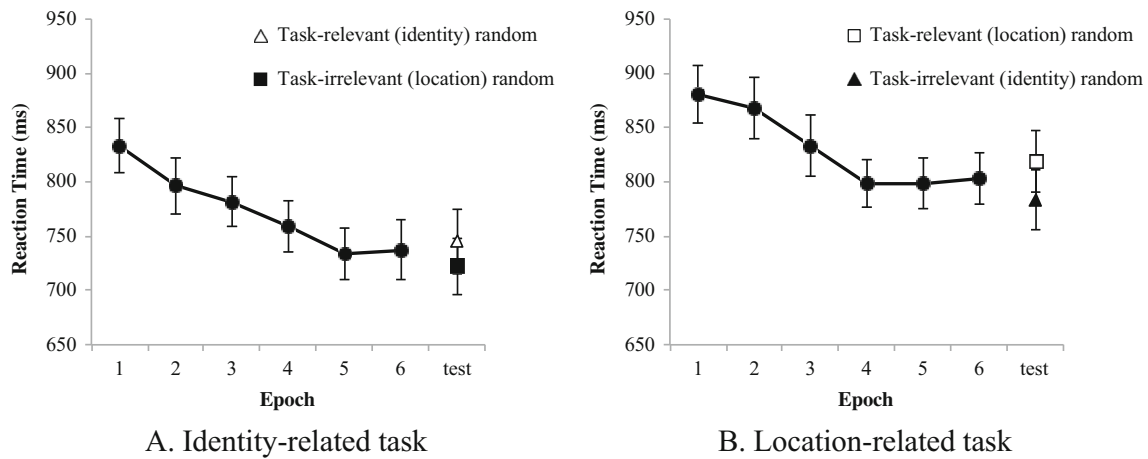 950
900
850
800
750
700
650
Reaction Time (ms)
Task-relevant (identity) random
Task-irrelevant (location) random
1 2 3 4 5 6 test
Epoch
A. Identity-related task
950
900
850
800
750
700
650
Reaction Time (ms)
Task-relevant (location) random
Task-irrelevant (identity) random
1 2 3 4 5 6 test
Epoch
B. Location-related task